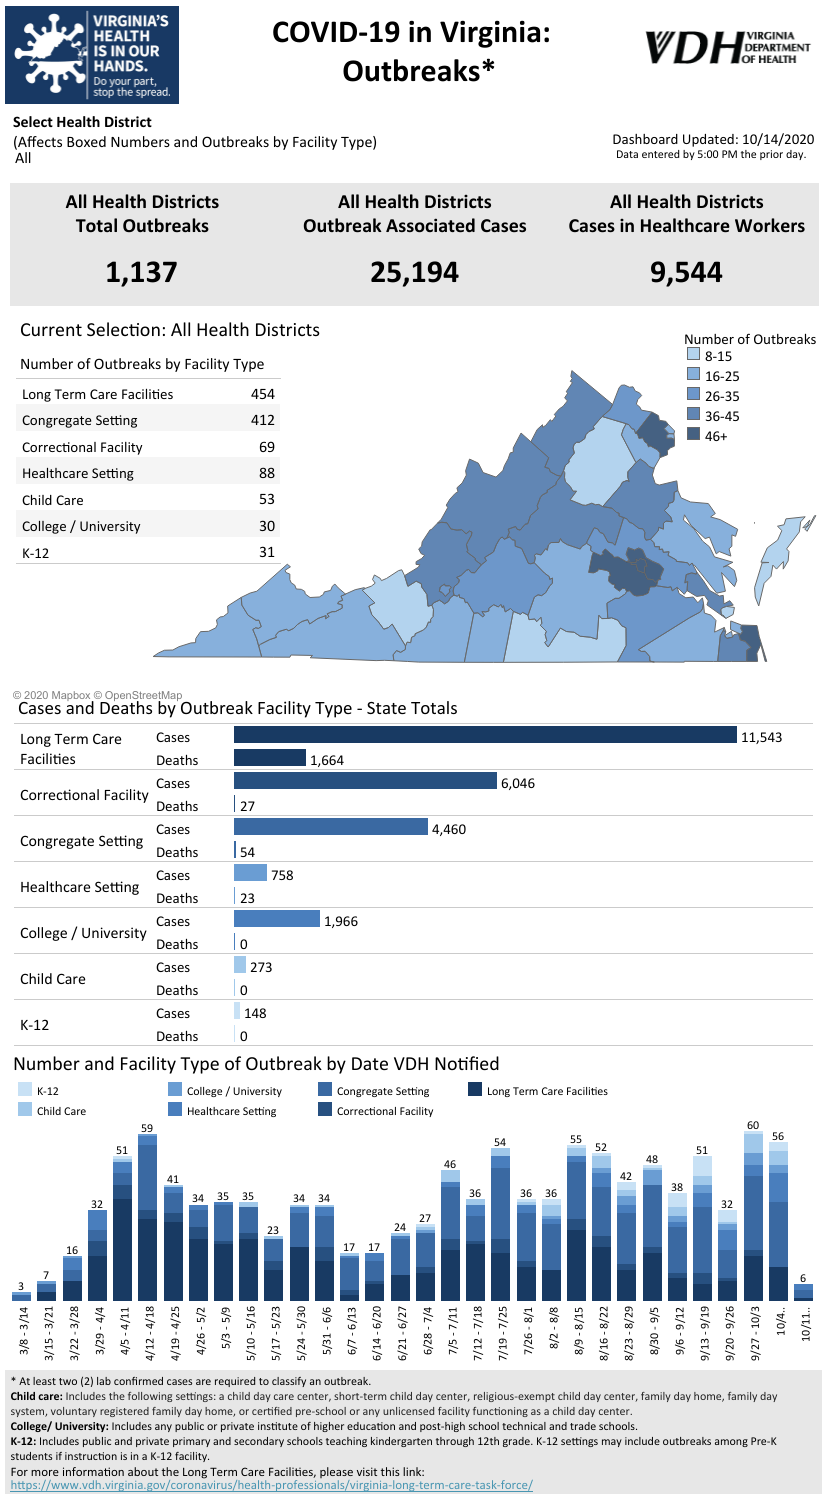 VIRGINIA'S
HEALTH
IS IN OUR
HANDS.
Do your part,
stop the spread.
COVID-19 in Virginia:
Outbreaks*
VDH VIRGINIA
DEPARTMENT
OF HEALTH
Select Health District
(Affects Boxed Numbers and Outbreaks by Facility Type)
All
Dashboard Updated: 10/14/2020
Data entered by 5:00 PM the prior day.
All Health Districts
Total Outbreaks
1,137
All Health Districts
Outbreak Associated Cases
25,194
All Health Districts
Cases in Healthcare Workers
9,544
Current Selection: All Health Districts
Number of Outbreaks by Facility Type
Long Term Care Facilities 454
Congregate Setting 412
Correctional Facility 69
Healthcare Setting 88
Child Care 53
College / University 30
K-12 31
Number of Outbreaks
8-15
16-25
26-35
36-45
46+
© 2020 Mapbox © OpenStreetMap
Cases and Deaths by Outbreak Facility Type - State Totals
Long Term Care
Facilities
Cases 11,543
Deaths 1,664
Correctional Facility
Cases 6,046
Deaths 27
Congregate Setting
Cases 4,460
Deaths 54
Healthcare Setting
Cases 758
Deaths 23
College / University
Cases 1,966
Deaths 0
Child Care
Cases 273
Deaths 0
K-12
Cases 148
Deaths 0
Number and Facility Type of Outbreak by Date VDH Notified
K-12 College / University Congregate Setting Long Term Care Facilities
Child Care Healthcare Setting Correctional Facility
3 7 16 32 51 59 41 34 35 35 23 34 34 17 17 24 27 46 36 54 36 36 55 52 42 48 38 51 32 60 56 6
3/8 - 3/14
3/15 - 3/21
3/22 - 3/28
3/29 - 4/4
4/5 - 4/11
4/12 - 4/18
4/19 - 4/25
4/26 - 5/2
5/3 - 5/9
5/10 - 5/16
5/17 - 5/23
5/24 - 5/30
5/31 - 6/6
6/7 - 6/13
6/14 - 6/20
6/21 - 6/27
6/28 - 7/4
7/5 - 7/11
7/12 - 7/18
7/19 - 7/25
7/26 - 8/1
8/2 - 8/8
8/9 - 8/15
8/16 - 8/22
8/23 - 8/29
8/30 - 9/5
9/6 - 9/12
9/13 - 9/19
9/20 - 9/26
9/27 - 10/3
10/4..
10/11..
* At least two (2) lab confirmed cases are required to classify an outbreak.
Child care: Includes the following settings: a child day care center, short-term child day center, religious-exempt child day center, family day home, family day
system, voluntary registered family day home, or certified pre-school or any unlicensed facility functioning as a child day center.
College/ University: Includes any public or private institute of higher education and post-high school technical and trade schools.
K-12: Includes public and private primary and secondary schools teaching kindergarten through 12th grade. K-12 settings may include outbreaks among Pre-K
students if instruction is in a K-12 facility.
For more information about the Long Term Care Facilities, please visit this link:
https://www.vdh.virginia.gov/coronavirus/health-professionals/virginia-long-term-care-task-force/